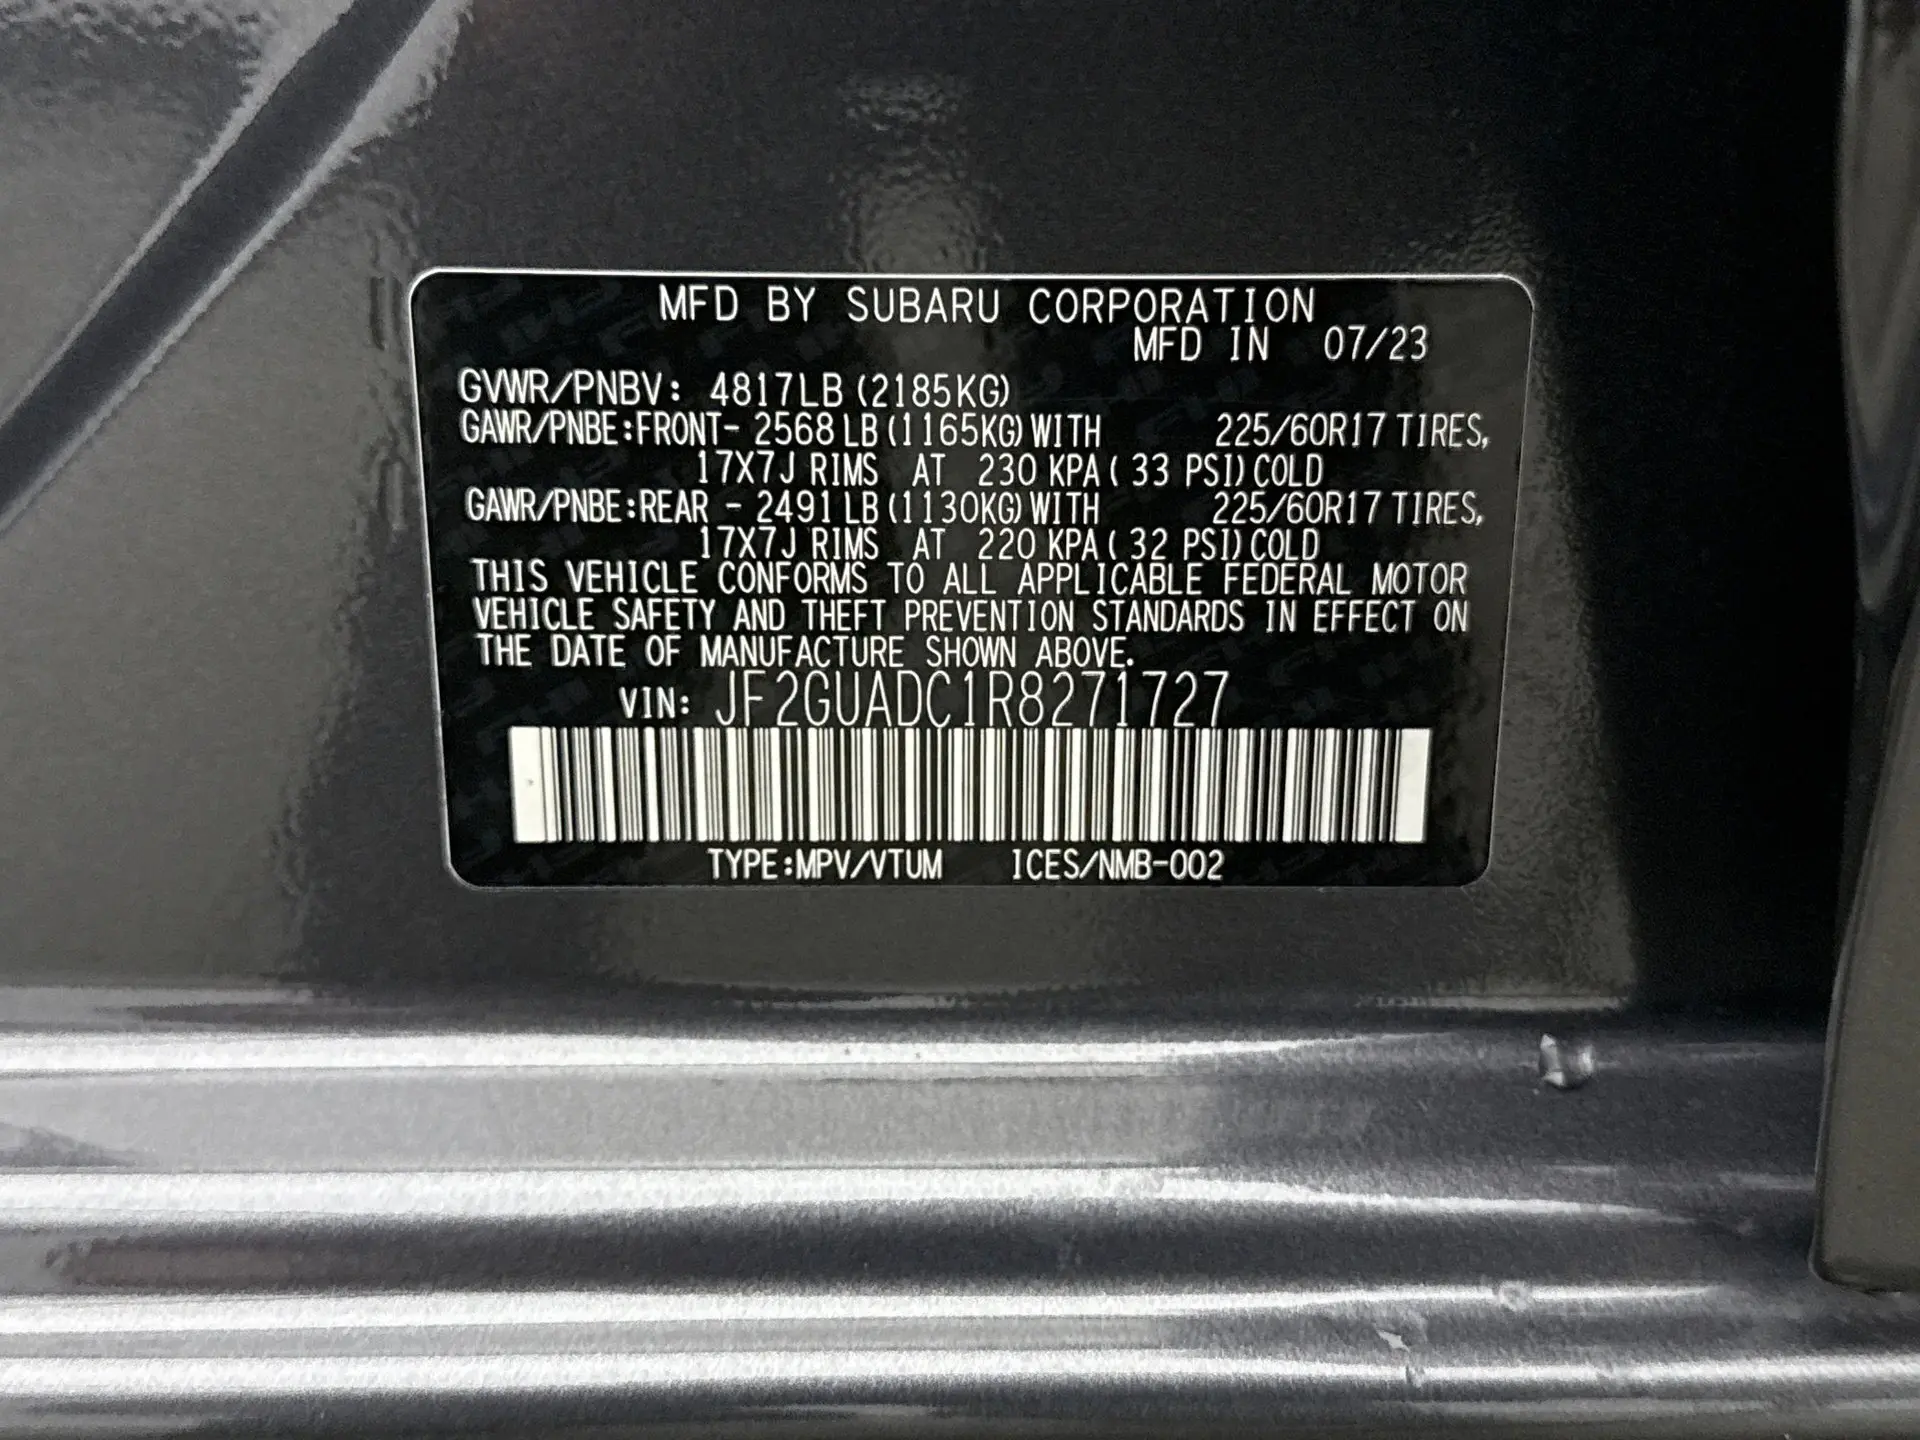 MFD BY SUBARU CORPORATION
MFD IN 07/23
GVWR/PNBV: 4817LB (2185KG)
GAWR/PNBE:FRONT- 2568 LB (1165KG) WITH 225/60R17 TIRES,
17X7J RIMS AT 230 KPA ( 33 PSI) COLD
GAWR/PNBE:REAR - 2491 LB (1130KG) WITH 225/60R17 TIRES,
17X7J RIMS AT 220 KPA ( 32 PSI) COLD
THIS VEHICLE CONFORMS TO ALL APPLICABLE FEDERAL MOTOR
VEHICLE SAFETY AND THEFT PREVENTION STANDARDS IN EFFECT ON
THE DATE OF MANUFACTURE SHOWN ABOVE.
VIN: JF2GUADC1R8271727
TYPE:MPV/VTUM ICES/NMB-002